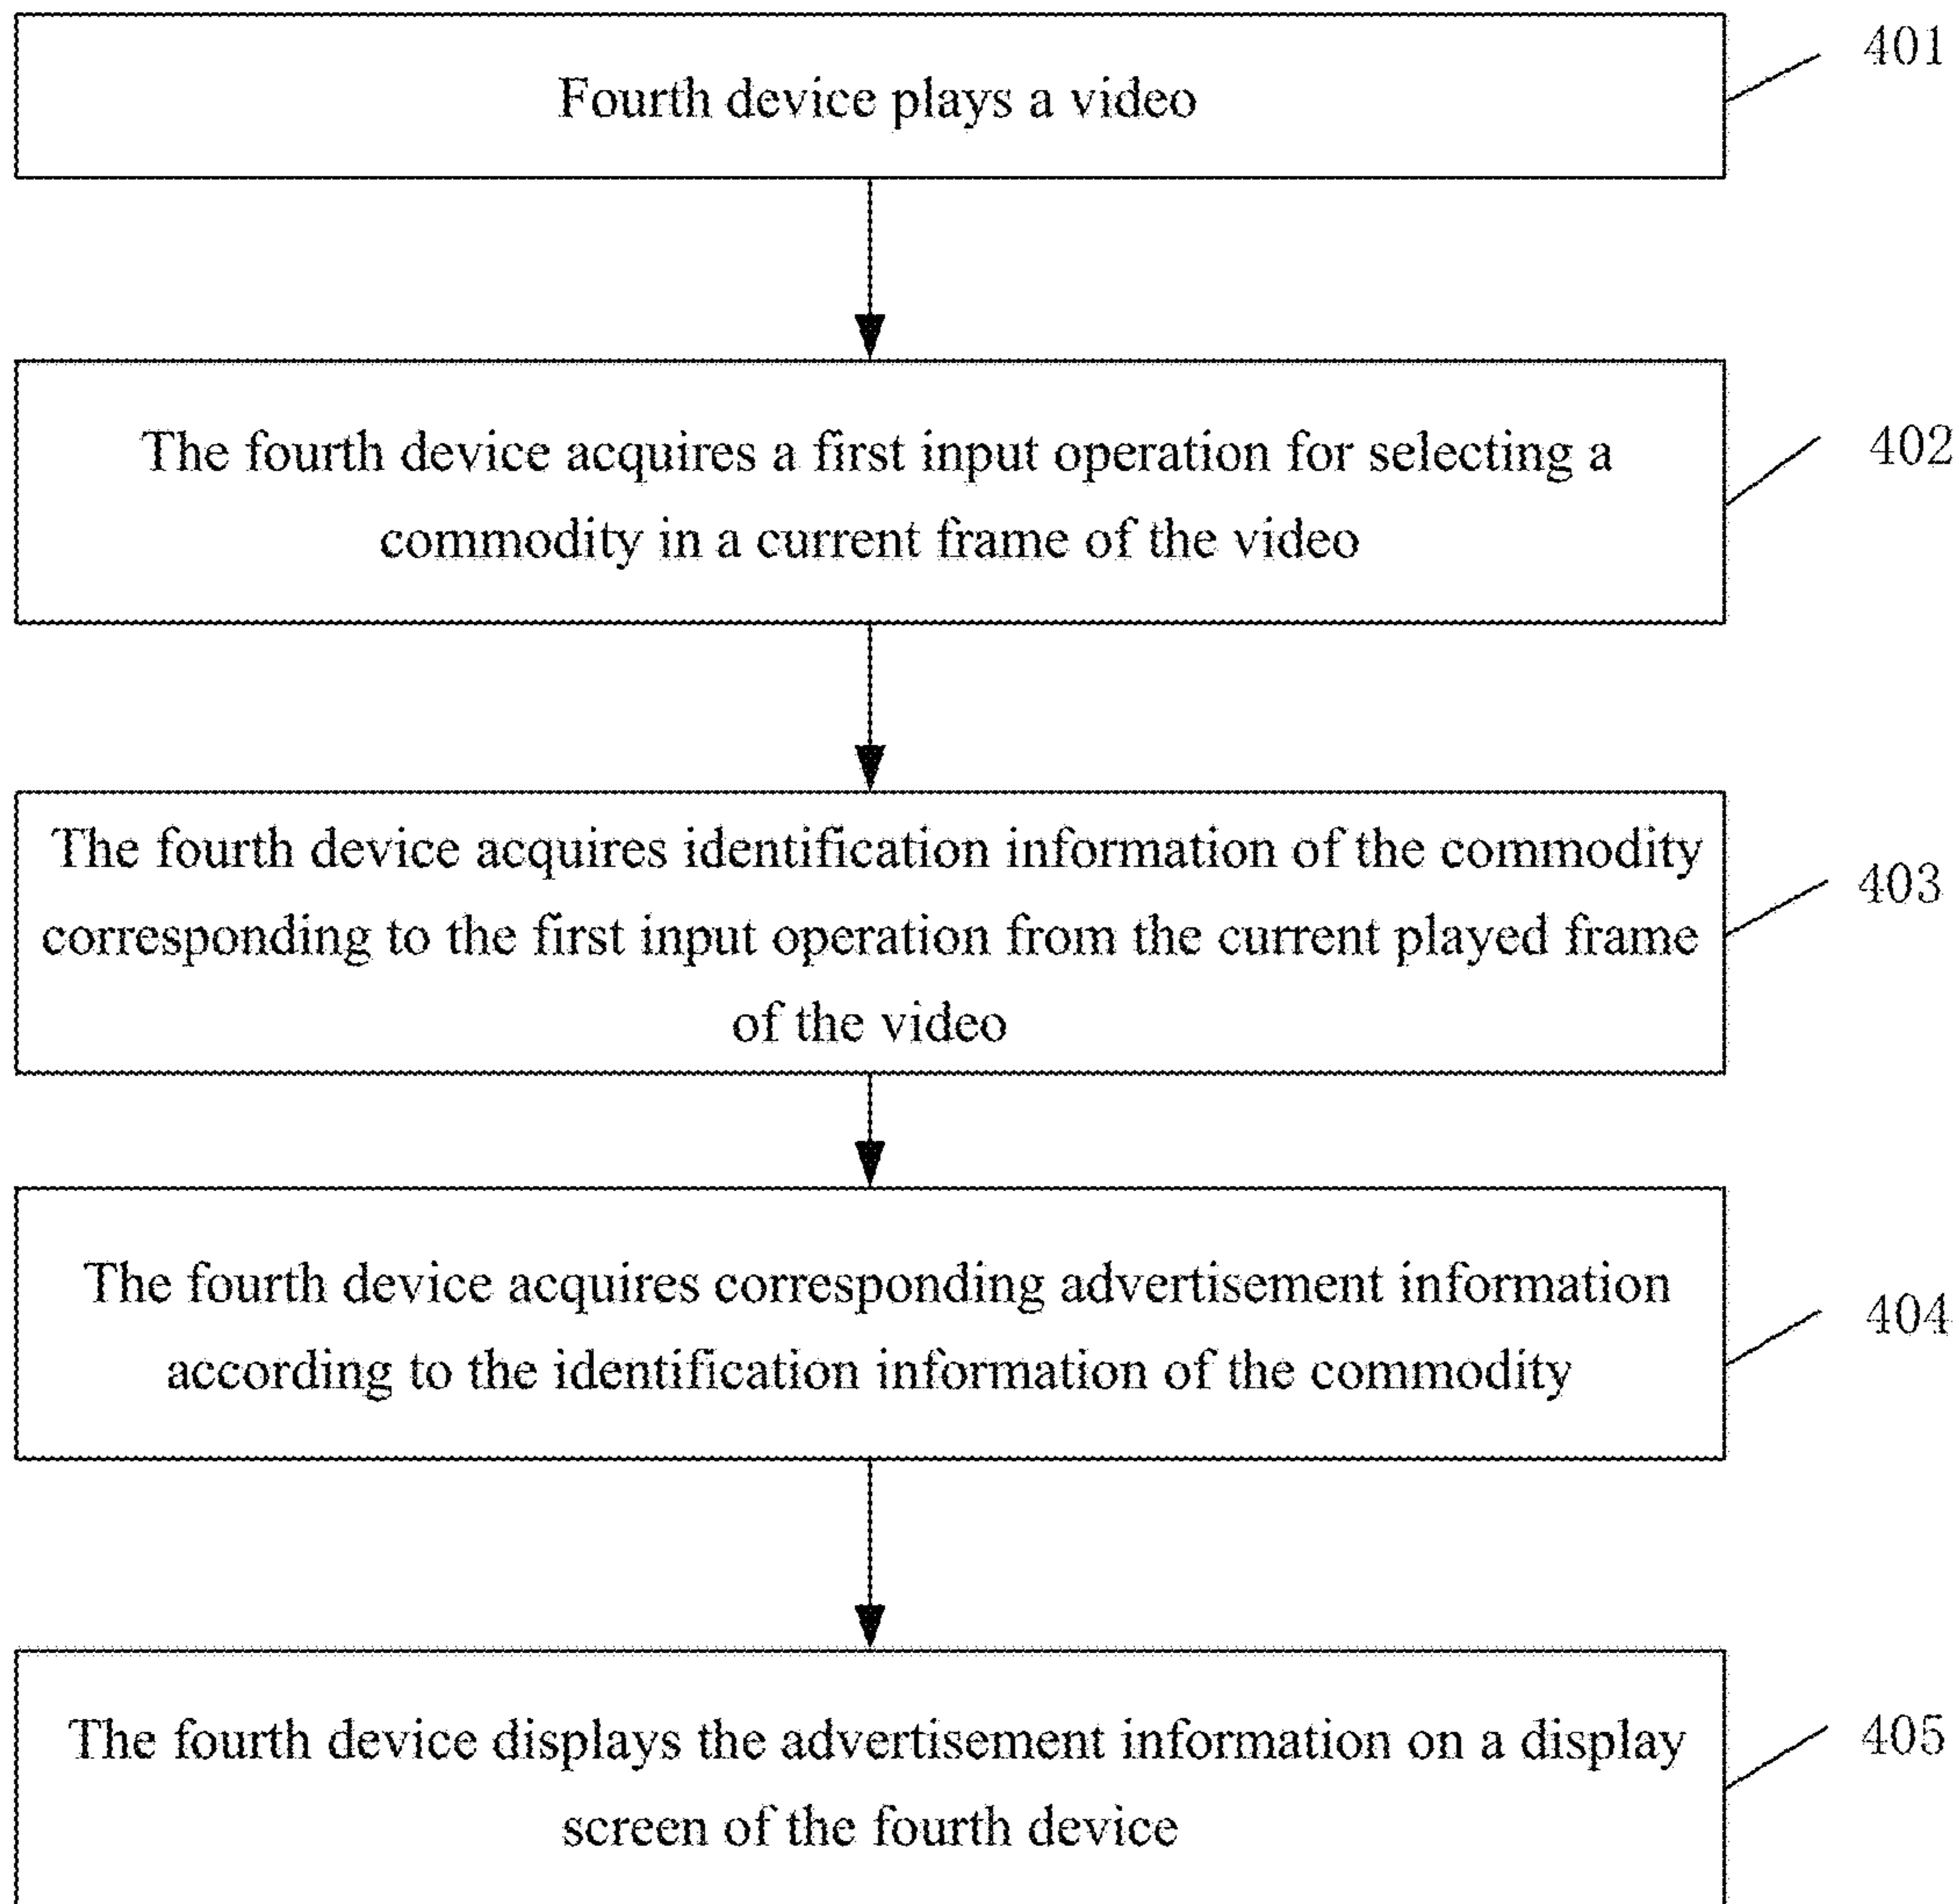 Fourth device plays a video
401
The fourth device acquires a first input operation for selecting a
commodity in a current frame of the video
402
The fourth device acquires identification information of the commodity
corresponding to the first input operation from the current played frame
of the video
403
The fourth device acquires corresponding advertisement information
according to the identification information of the commodity
404
The fourth device displays the advertisement information on a display
screen of the fourth device
405